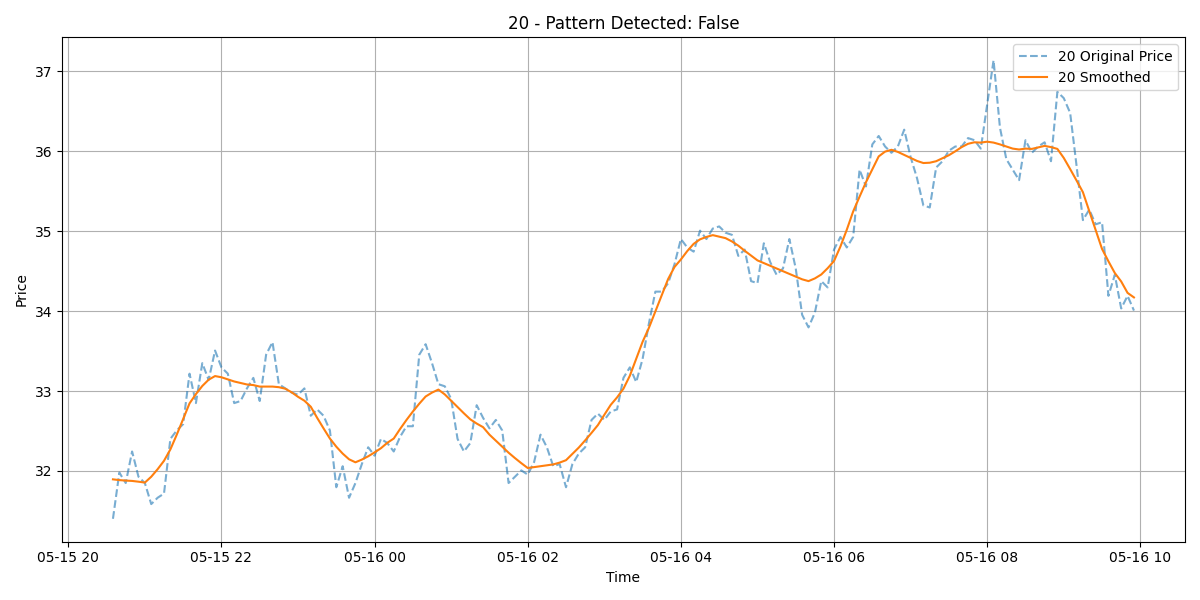 20 - Pattern Detected: False
20 Original Price
20 Smoothed
Price
37
36
35
34
33
32
05-15 20
05-15 22
05-16 00
05-16 02
05-16 04
05-16 06
05-16 08
05-16 10
Time